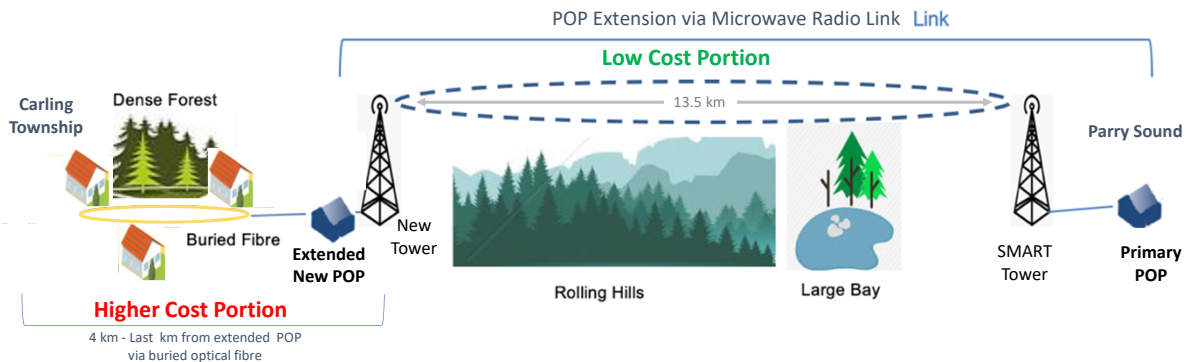 POP Extension via Microwave Radio Link Link
Low Cost Portion
13.5 km
Carling
Township
Dense Forest
Parry Sound
Buried Fibre
Extended
New POP
New
Tower
Rolling Hills
Large Bay
SMART
Tower
Primary
POP
Higher Cost Portion
4 km - Last km from extended POP
via buried optical fibre